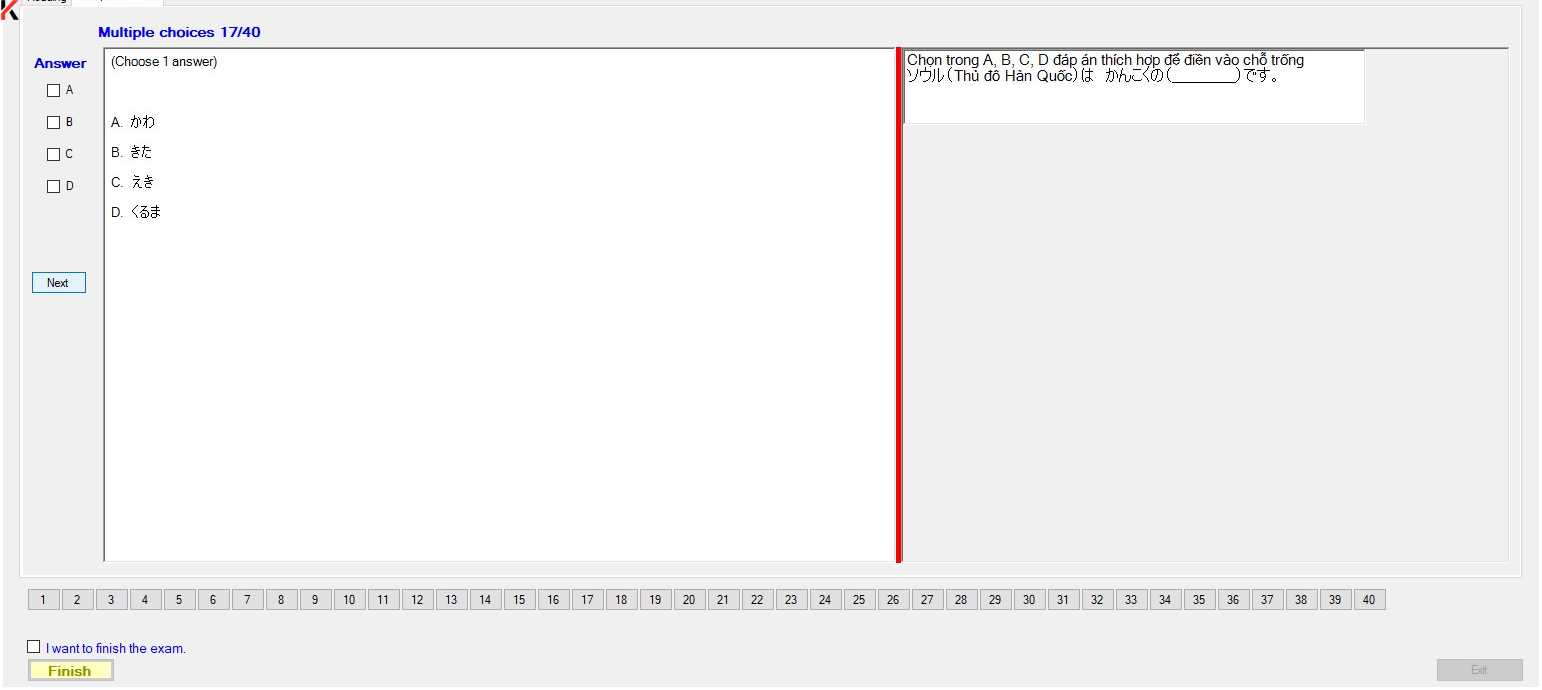 Multiple choices 17/40
Answer
A
B
C
D
Next
(Choose 1 answer)
A. かわ
B. きた
C. えき
D. くるま
Chọn trong A, B, C, D đáp án thích hợp để điền vào chỗ trống
ソウル(Thủ đô Hàn Quốc)は かんこくの(________)です。
1 2 3 4 5 6 7 8 9 10 11 12 13 14 15 16 17 18 19 20 21 22 23 24 25 26 27 28 29 30 31 32 33 34 35 36 37 38 39 40
I want to finish the exam.
Finish
Exit